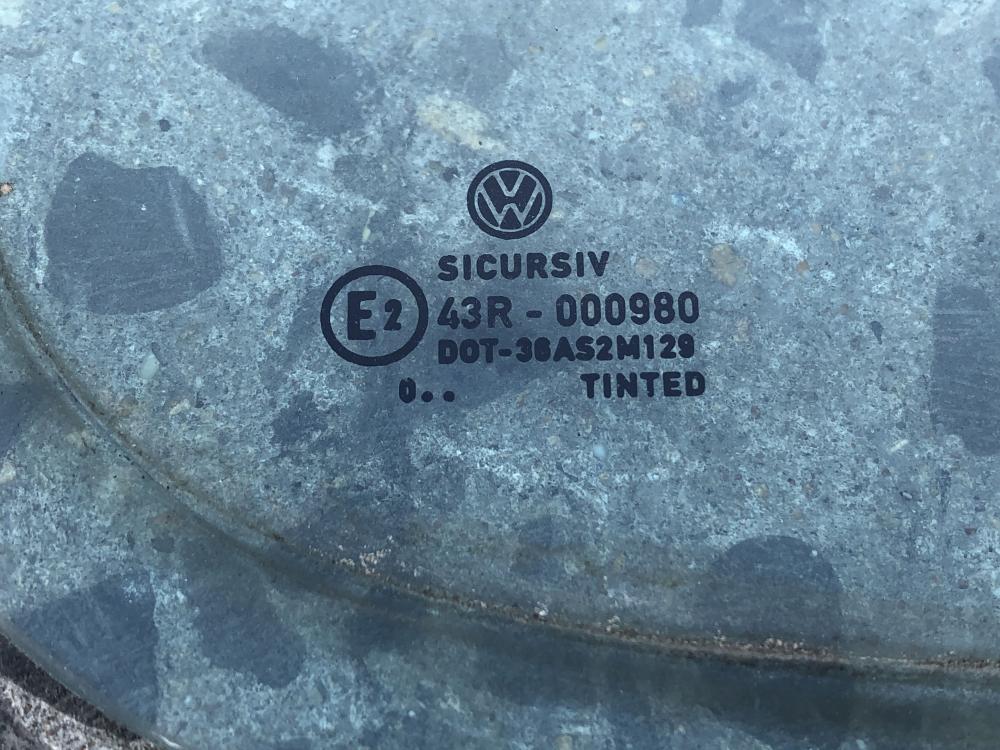 SICURSIV
E2 43R - 000980
DOT-36AS2M129
0.. TINTED